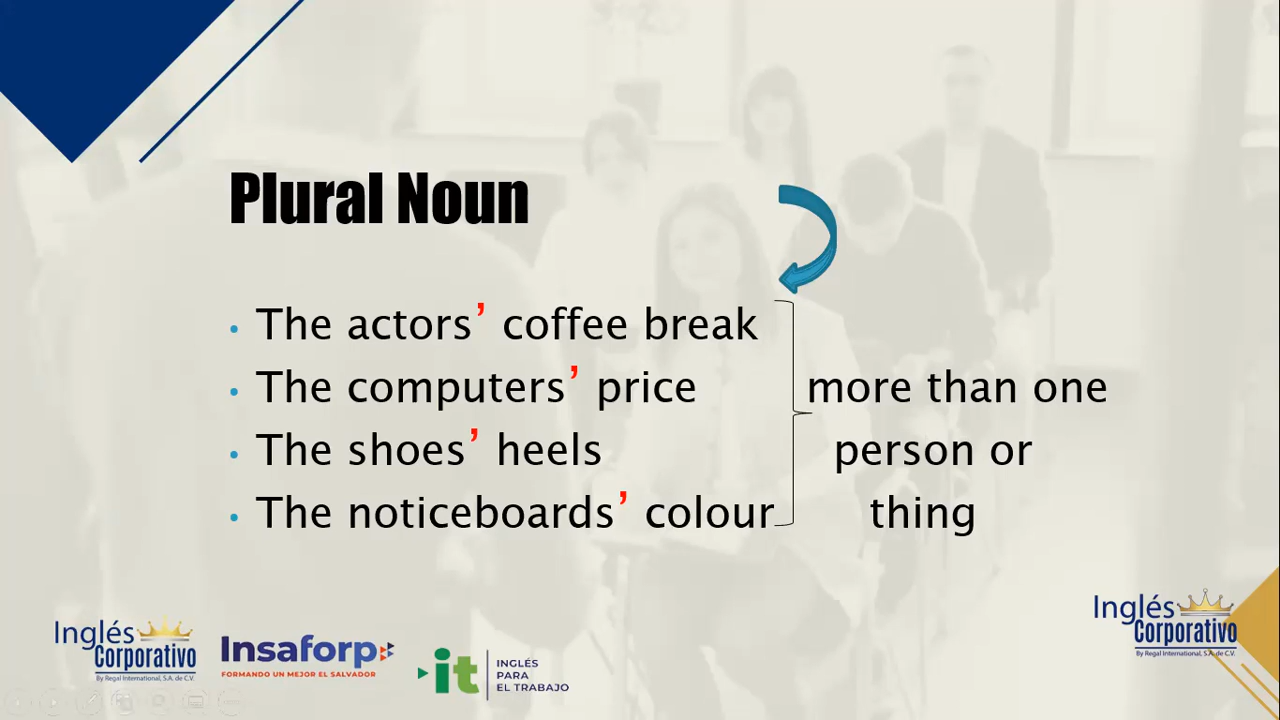 Plural Noun
• The actors’ coffee break
• The computers’ price
• The shoes’ heels
• The noticeboards’ colour
more than one
person or
thing
Inglés
Corporativo
By Regal International, S.A. de C.V.
Insaforp
FORMANDO UN MEJOR EL SALVADOR
it
INGLÉS
PARA
EL TRABAJO
Inglés
Corporativo
By Regal International, S.A. de C.V.